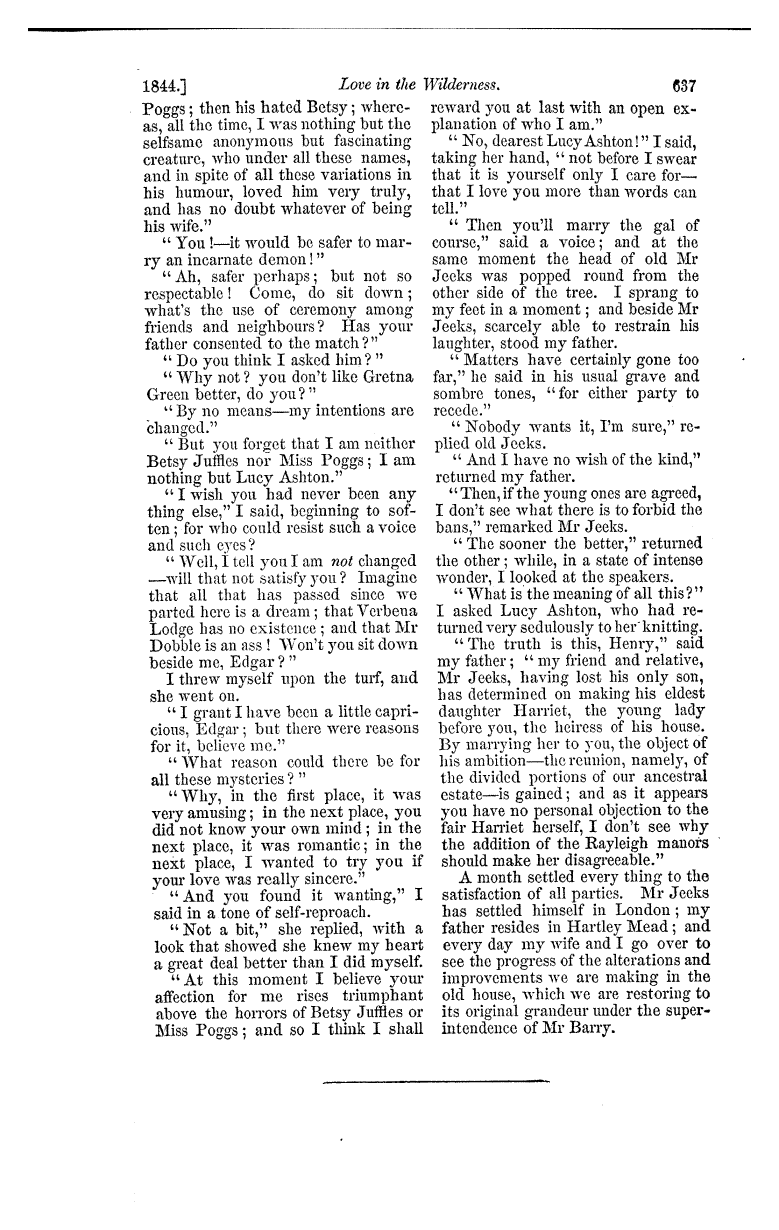 1844.] Love in the Wilderness. 637
Poggs; then his hated Betsy; where-
as, all the time, I was nothing but the
selfsame anonymous but fascinating
creature, who under all these names,
and in spite of all these variations in
his humour, loved him very truly,
and has no doubt whatever of being
his wife."
"You!—it would be safer to mar-
ry an incarnate demon!"
"Ah, safer perhaps; but not so
respectable! Come, do sit down;
what's the use of ceremony among
friends and neighbours? Has your
father consented to the match?"
"Do you think I asked him?"
"Why not? you don't like Gretna
Green better, do you?"
"By no means—my intentions are
changed."
"But you forget that I am neither
Betsy Juffles nor Miss Poggs; I am
nothing but Lucy Ashton."
"I wish you had never been any
thing else," I said, beginning to sof-
ten; for who could resist such a voice
and such eyes?
"Well, I tell you I am not changed
—will that not satisfy you? Imagine
that all that has passed since we
parted here is a dream; that Verbena
Lodge has no existence; and that Mr
Dobble is an ass! Won't you sit down
beside me, Edgar?"
I threw myself upon the turf, and
she went on.
"I grant I have been a little capri-
cious, Edgar; but there were reasons
for it, believe me."
"What reason could there be for
all these mysteries?"
"Why, in the first place, it was
very amusing; in the next place, you
did not know your own mind; in the
next place, it was romantic; in the
next place, I wanted to try you if
your love was really sincere."
"And you found it wanting," I
said in a tone of self-reproach.
"Not a bit," she replied, with a
look that showed she knew my heart
a great deal better than I did myself.
"At this moment I believe your
affection for me rises triumphant
above the horrors of Betsy Juffles or
Miss Poggs; and so I think I shall
reward you at last with an open ex-
planation of who I am."
"No, dearest Lucy Ashton!" I said,
taking her hand, "not before I swear
that it is yourself only I care for—
that I love you more than words can
tell."
"Then you'll marry the gal of
course," said a voice; and at the
same moment the head of old Mr
Jeeks was popped round from the
other side of the tree. I sprang to
my feet in a moment; and beside Mr
Jeeks, scarcely able to restrain his
laughter, stood my father.
"Matters have certainly gone too
far," he said in his usual grave and
sombre tones, "for either party to
recede."
"Nobody wants it, I'm sure," re-
plied old Jeeks.
"And I have no wish of the kind,"
returned my father.
"Then, if the young ones are agreed,
I don't see what there is to forbid the
bans," remarked Mr Jeeks.
"The sooner the better," returned
the other; while, in a state of intense
wonder, I looked at the speakers.
"What is the meaning of all this?"
I asked Lucy Ashton, who had re-
turned very sedulously to her knitting.
"The truth is this, Henry," said
my father; "my friend and relative,
Mr Jeeks, having lost his only son,
has determined on making his eldest
daughter Harriet, the young lady
before you, the heiress of his house.
By marrying her to you, the object of
his ambition—the reunion, namely, of
the divided portions of our ancestral
estate—is gained; and as it appears
you have no personal objection to the
fair Harriet herself, I don't see why
the addition of the Rayleigh manors
should make her disagreeable."
A month settled every thing to the
satisfaction of all parties. Mr Jeeks
has settled himself in London; my
father resides in Hartley Mead; and
every day my wife and I go over to
see the progress of the alterations and
improvements we are making in the
old house, which we are restoring to
its original grandeur under the super-
intendence of Mr Barry.